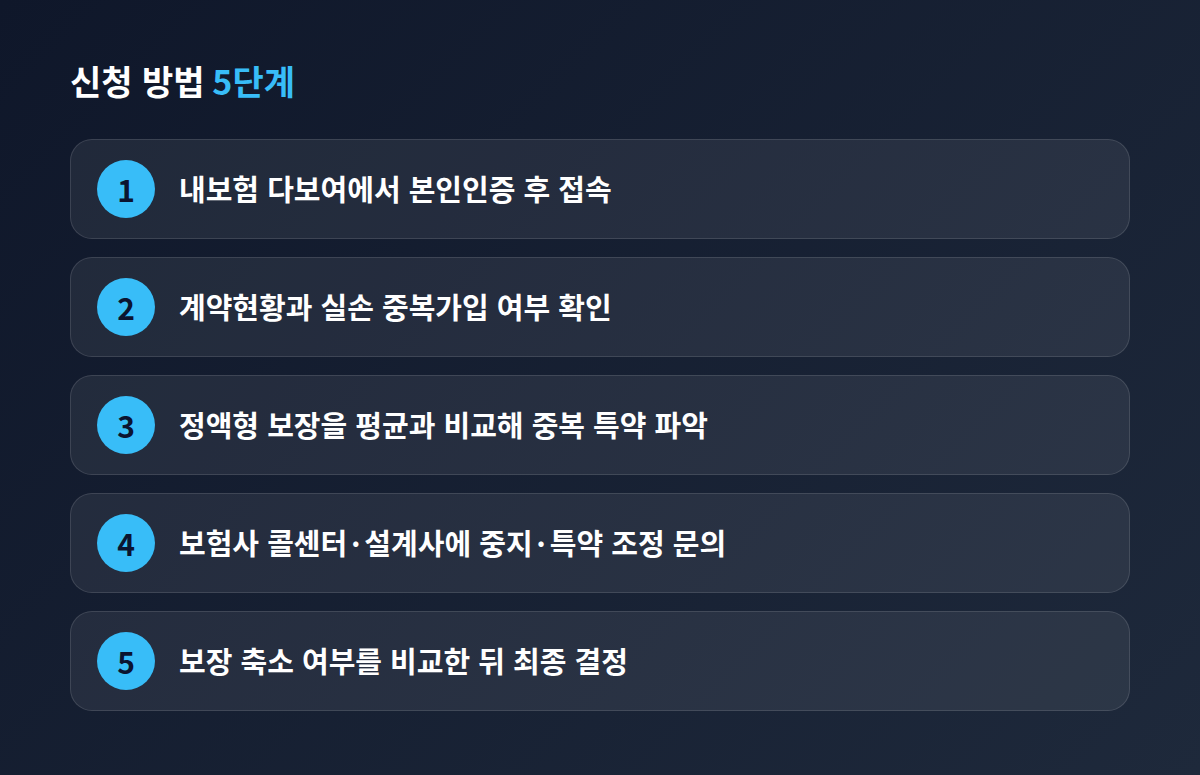 신청 방법 5단계
1 내보험 다보여에서 본인인증 후 접속
2 계약현황과 실손 중복가입 여부 확인
3 정액형 보장을 평균과 비교해 중복 특약 파악
4 보험사 콜센터·설계사에 중지·특약 조정 문의
5 보장 축소 여부를 비교한 뒤 최종 결정